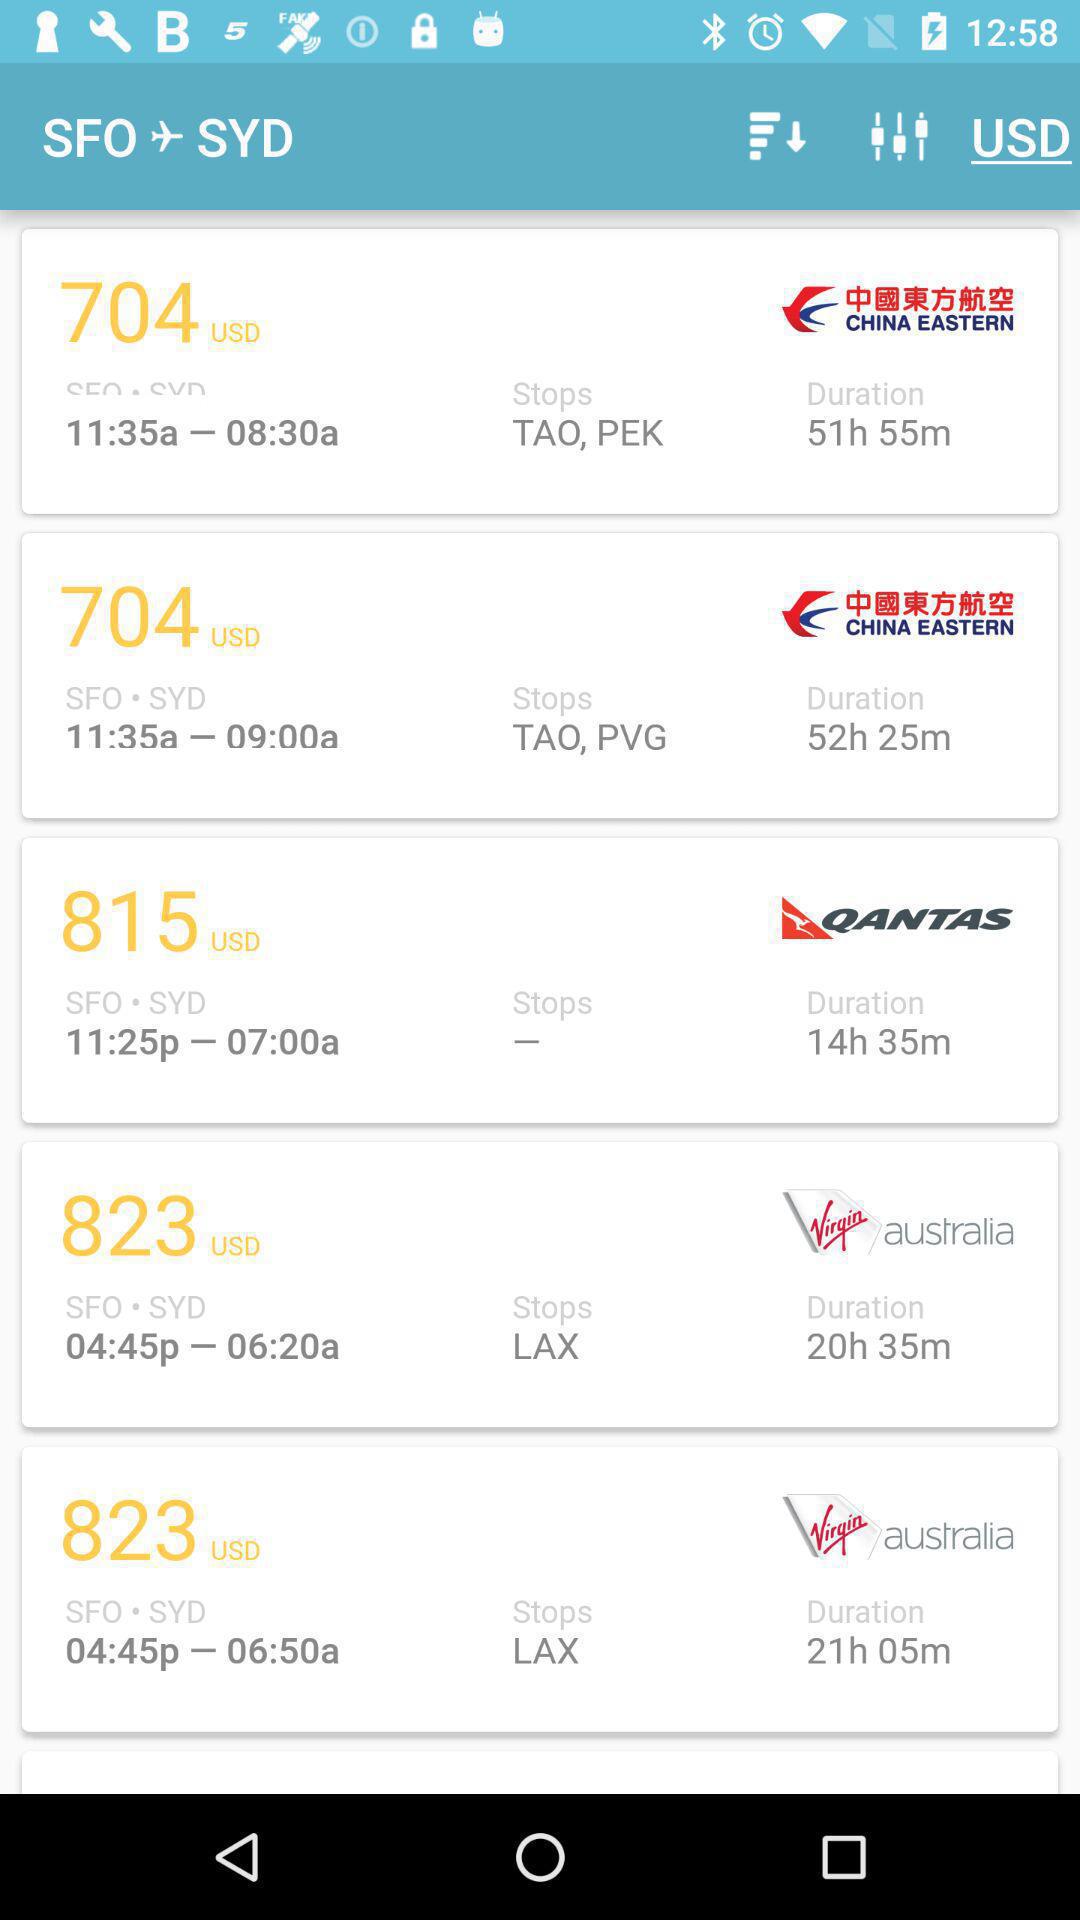 B 5 FAKE 12:58
SFO ✈ SYD USD
704 USD 中國東方航空
CHINA EASTERN
SFO • SYD Stops Duration
11:35a — 08:30a TAO, PEK 51h 55m
704 USD 中國東方航空
CHINA EASTERN
SFO • SYD Stops Duration
11:35a — 09:00a TAO, PVG 52h 25m
815 USD QANTAS
SFO • SYD Stops Duration
11:25p — 07:00a — 14h 35m
823 USD Virgin australia
SFO • SYD Stops Duration
04:45p — 06:20a LAX 20h 35m
823 USD Virgin australia
SFO • SYD Stops Duration
04:45p — 06:50a LAX 21h 05m